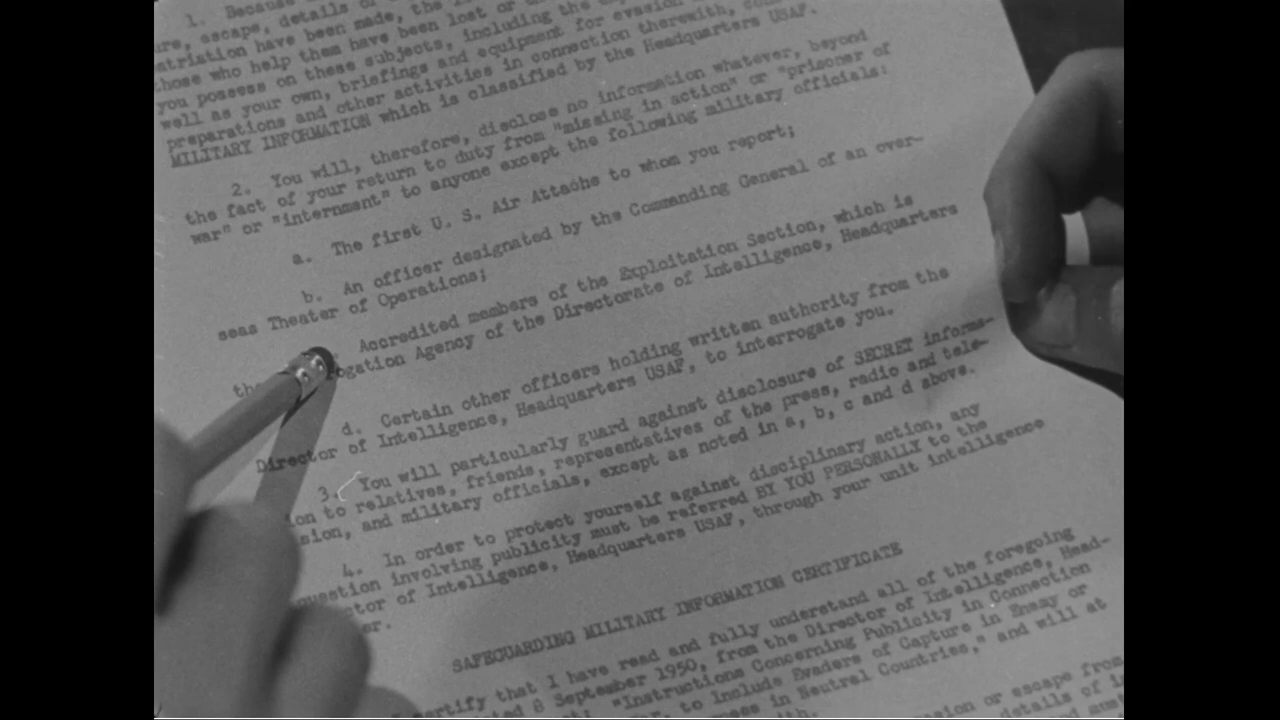 1. Because
ure, escape, details of
atriation have been made, the
those who help them have been lost or
you possess on these subjects, including the
well as your own, briefings and equipment for evasion
preparations and other activities in connection therewith,
MILITARY INFORMATION which is classified by the Headquarters USAF.
2. You will, therefore, disclose no information whatever, beyond
the fact of your return to duty from "missing in action" or "prisoner of
war" or "internment" to anyone except the following military officials:
a. The first U. S. Air Attache to whom you report;
b. An officer designated by the Commanding General of an over-
seas Theater of Operations;
Accredited members of the Exploitation Section, which is
the ogation Agency of the Directorate of Intelligence, Headquarters
d. Certain other officers holding written authority from the
Director of Intelligence, Headquarters USAF, to interrogate you.
3. You will particularly guard against disclosure of SECRET informa-
ion to relatives, friends, representatives of the press, radio and tele-
sion, and military officials, except as noted in a, b, c and d above.
4. In order to protect yourself against disciplinary action, any
question involving publicity must be referred BY YOU PERSONALLY to the
ctor of Intelligence, Headquarters USAF, through your unit intelligence
er.
SAFEGUARDING MILITARY INFORMATION CERTIFICATE
certify that I have read and fully understand all of the foregoing
ted 8 September 1950, from the Director of Intelligence, Head-
"Instructions Concerning Publicity in Connection
to Include Evaders of Capture in Enemy or
in Neutral Countries," and will at
or escape from
details of